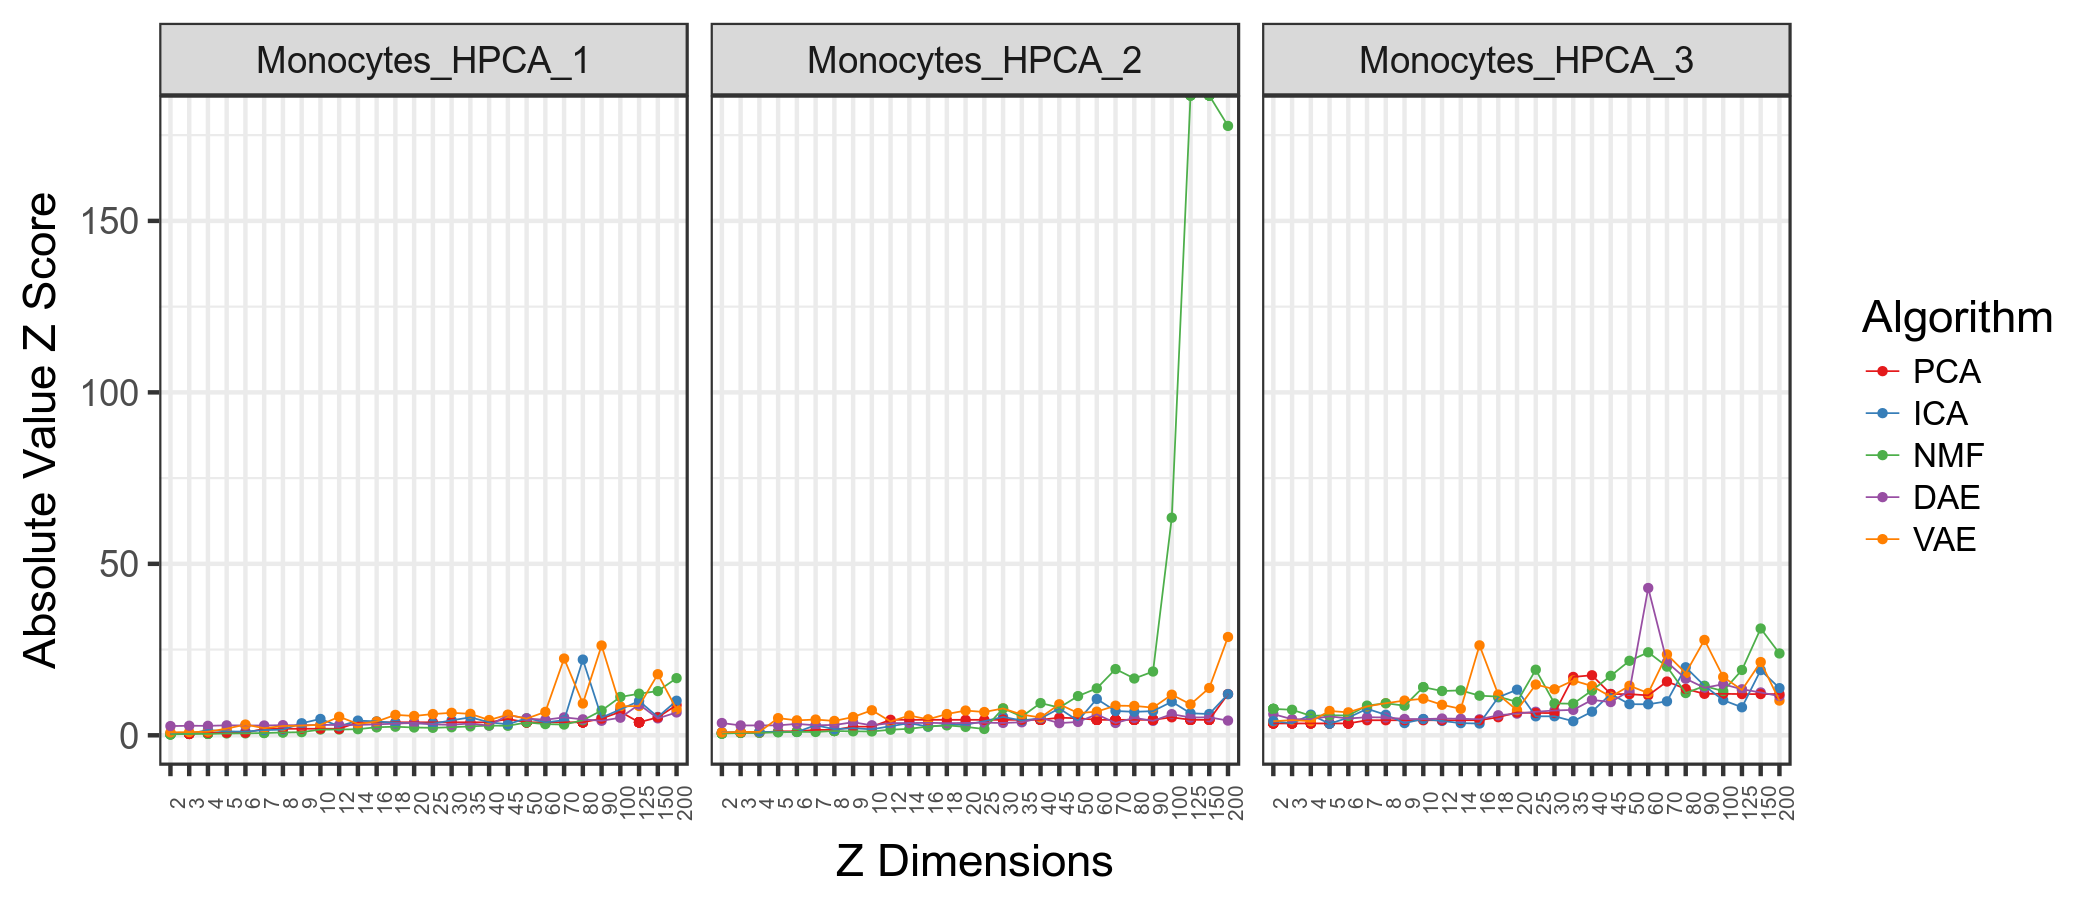 Monocytes_HPCA_1 Monocytes_HPCA_2 Monocytes_HPCA_3
Absolute Value Z Score
150
100
50
0
2 3 4 5 6 7 8 9 10 12 14 16 18 20 25 30 35 40 45 50 60 70 80 90 100 125 150 200
2 3 4 5 6 7 8 9 10 12 14 16 18 20 25 30 35 40 45 50 60 70 80 90 100 125 150 200
2 3 4 5 6 7 8 9 10 12 14 16 18 20 25 30 35 40 45 50 60 70 80 90 100 125 150 200
Z Dimensions
Algorithm
PCA
ICA
NMF
DAE
VAE